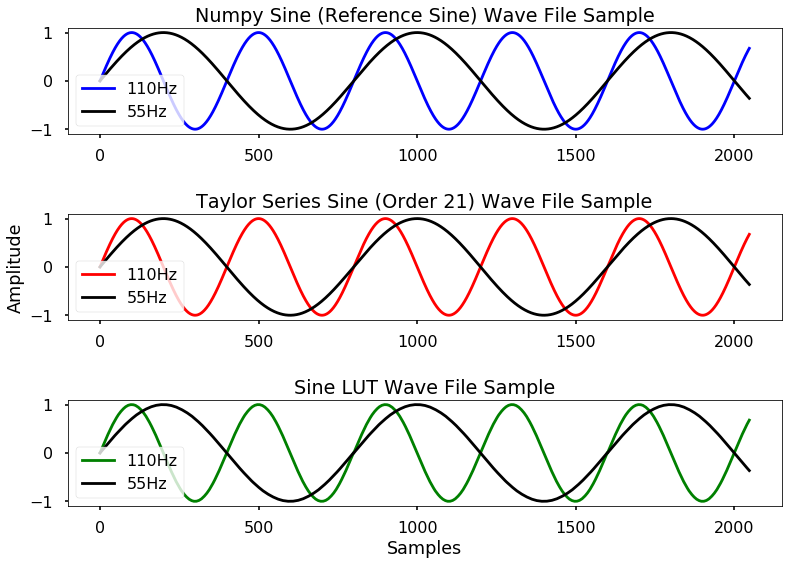 Numpy Sine (Reference Sine) Wave File Sample
1
0
−1
110Hz
55Hz
0 500 1000 1500 2000
Taylor Series Sine (Order 21) Wave File Sample
Amplitude
1
0
−1
110Hz
55Hz
0 500 1000 1500 2000
Sine LUT Wave File Sample
1
0
−1
110Hz
55Hz
0 500 1000 1500 2000
Samples